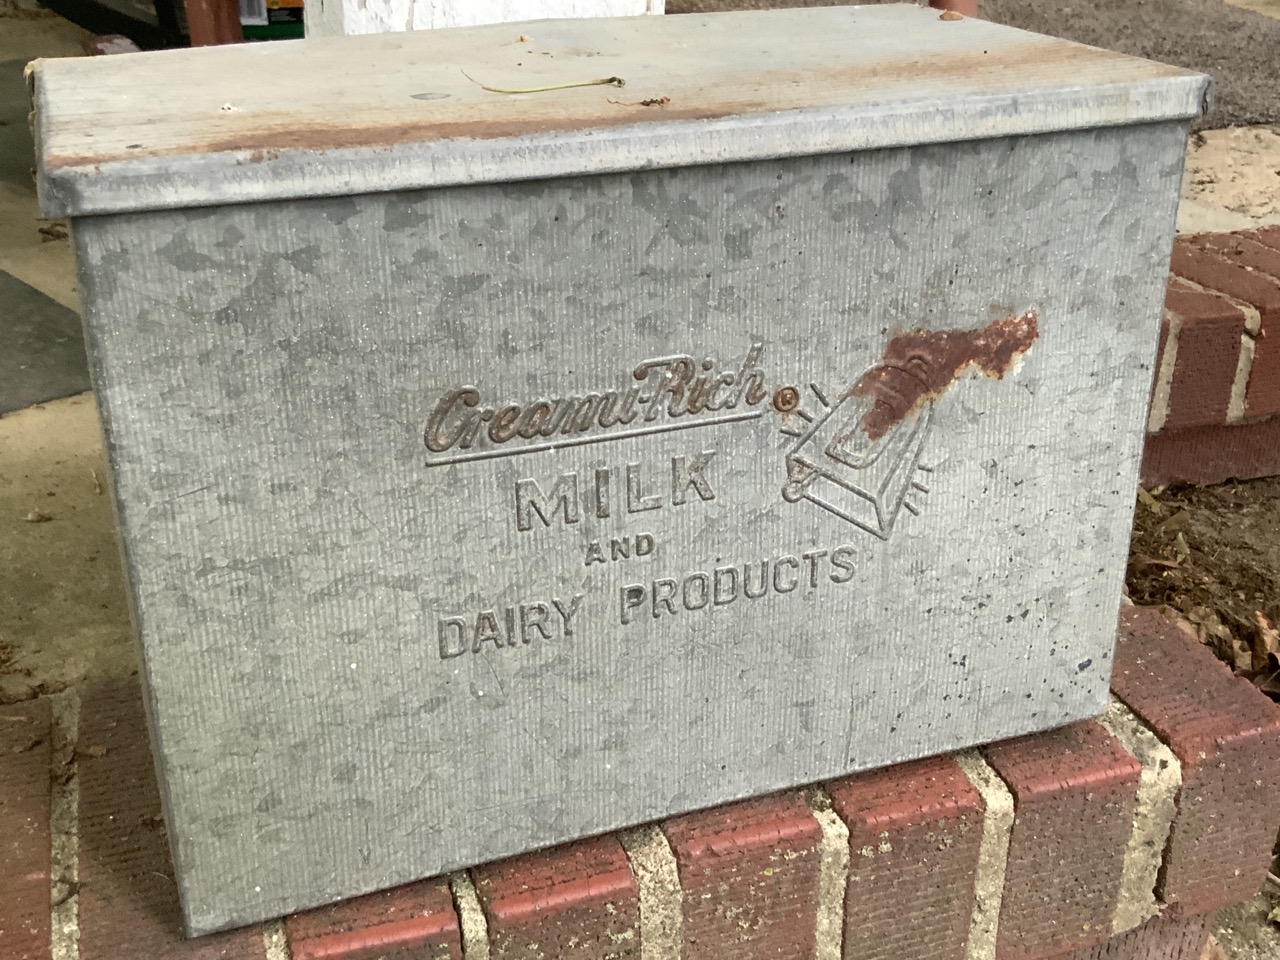 Creami-Rich®
MILK
AND
DAIRY PRODUCTS